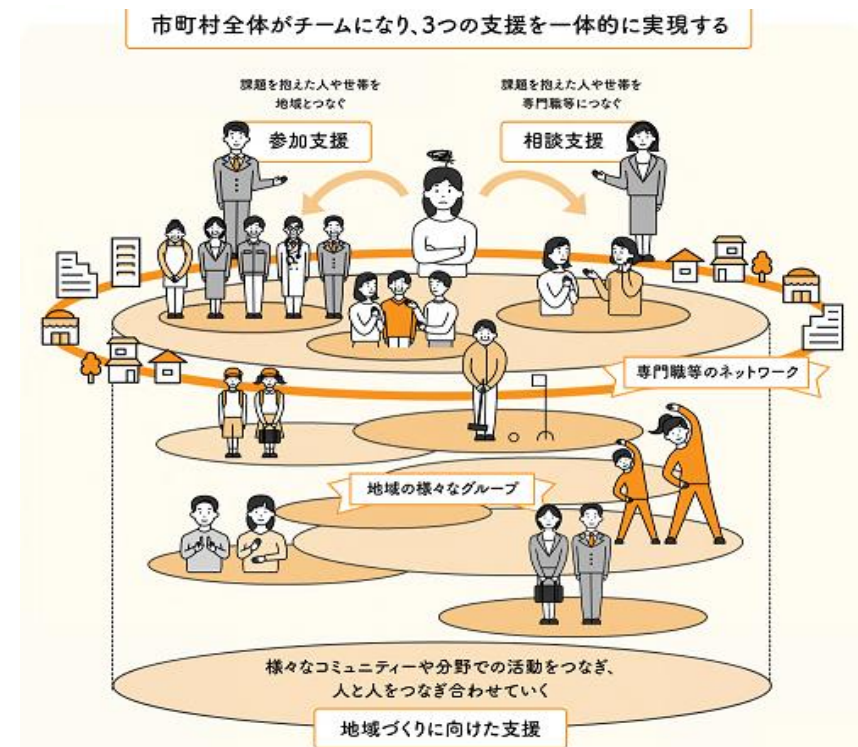 市町村全体がチームになり、3つの支援を一体的に実現する
課題を抱えた人や世帯を
地域とつなぐ
参加支援
課題を抱えた人や世帯を
専門職等につなぐ
相談支援
専門職等のネットワーク
地域の様々なグループ
様々なコミュニティーや分野での活動をつなぎ、
人と人をつなぎ合わせていく
地域づくりに向けた支援